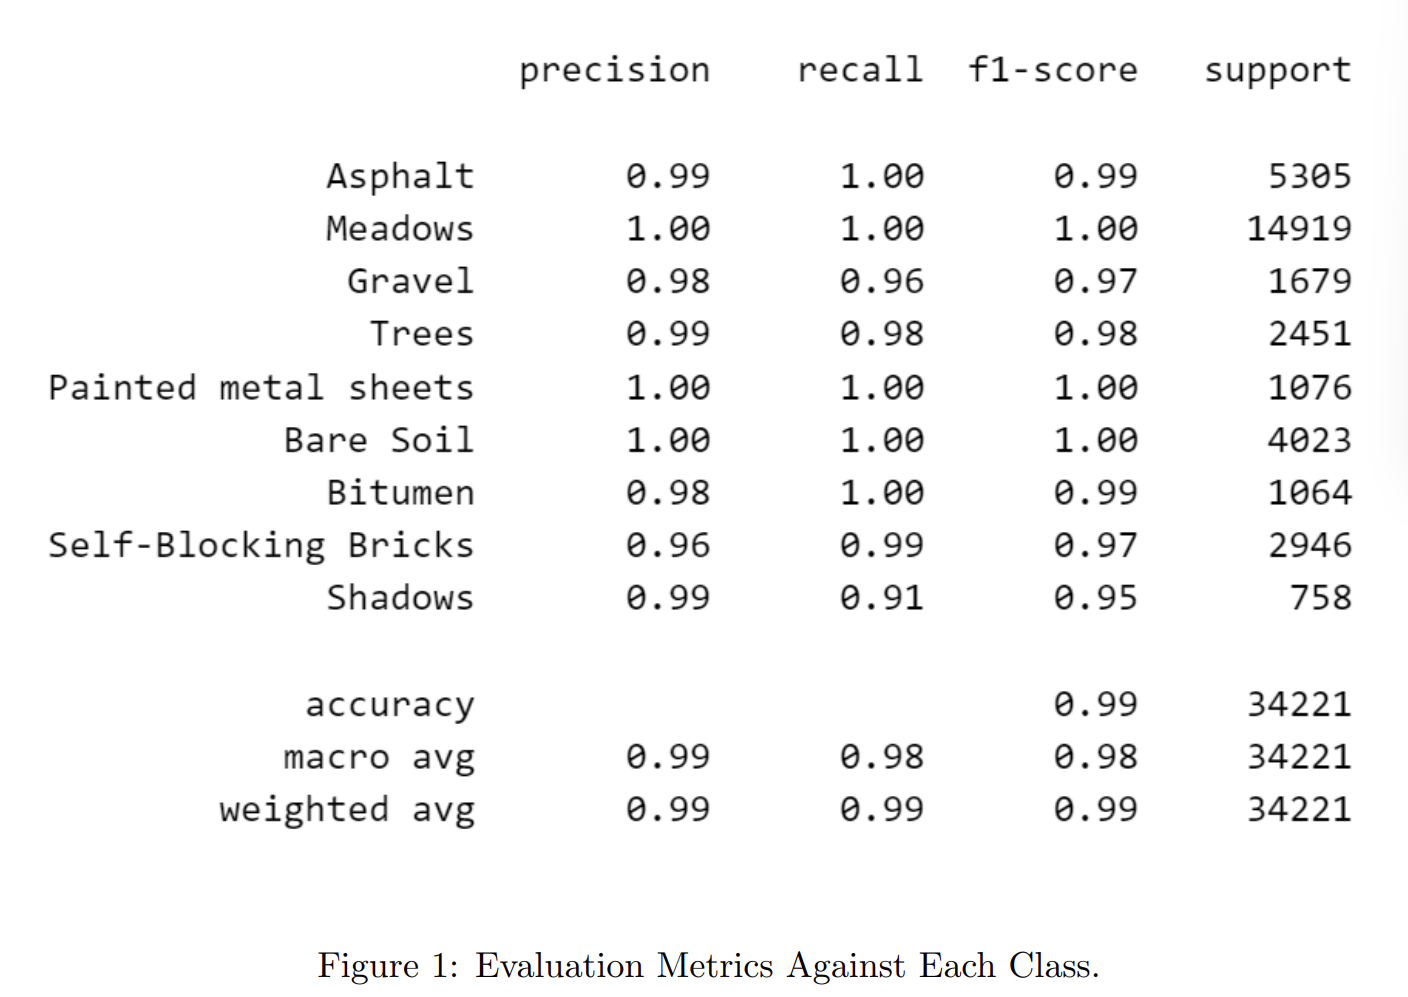 precision recall f1-score support
Asphalt 0.99 1.00 0.99 5305
Meadows 1.00 1.00 1.00 14919
Gravel 0.98 0.96 0.97 1679
Trees 0.99 0.98 0.98 2451
Painted metal sheets 1.00 1.00 1.00 1076
Bare Soil 1.00 1.00 1.00 4023
Bitumen 0.98 1.00 0.99 1064
Self-Blocking Bricks 0.96 0.99 0.97 2946
Shadows 0.99 0.91 0.95 758
accuracy 0.99 34221
macro avg 0.99 0.98 0.98 34221
weighted avg 0.99 0.99 0.99 34221
Figure 1: Evaluation Metrics Against Each Class.